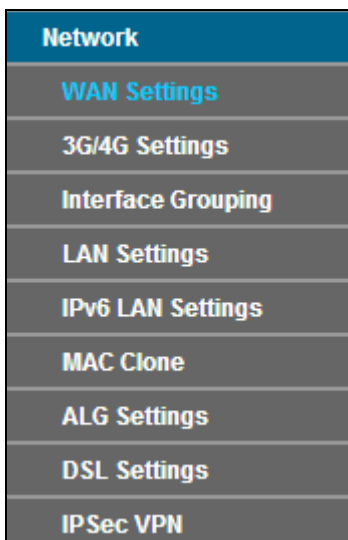 Network
WAN Settings
3G/4G Settings
Interface Grouping
LAN Settings
IPv6 LAN Settings
MAC Clone
ALG Settings
DSL Settings
IPSec VPN